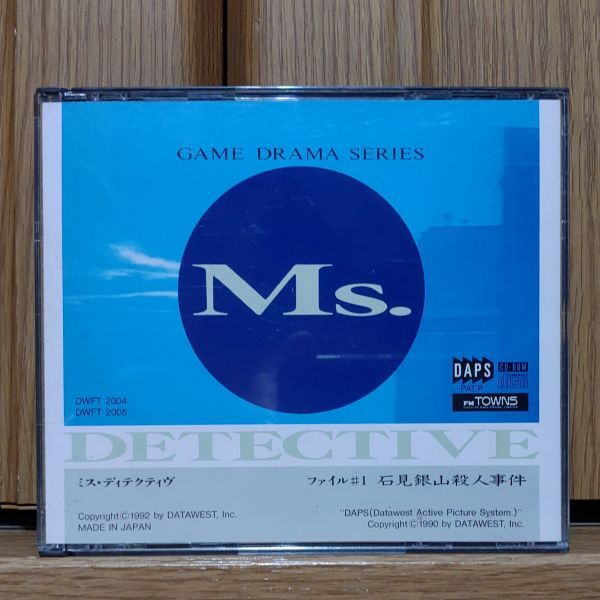 GAME DRAMA SERIES
Ms.
DAPS
PAT.P
CD-ROM
COMPACT
DISC
FM TOWNS
DWFT 2004
DWFT 2005
DETECTIVE
ミス・ディテクティヴ
ファイル♯1 石見銀山殺人事件
Copyright©1992 by DATAWEST, Inc.
MADE IN JAPAN
"DAPS(Datawest Active Picture System.)"
Copyright©1990 by DATAWEST, Inc.